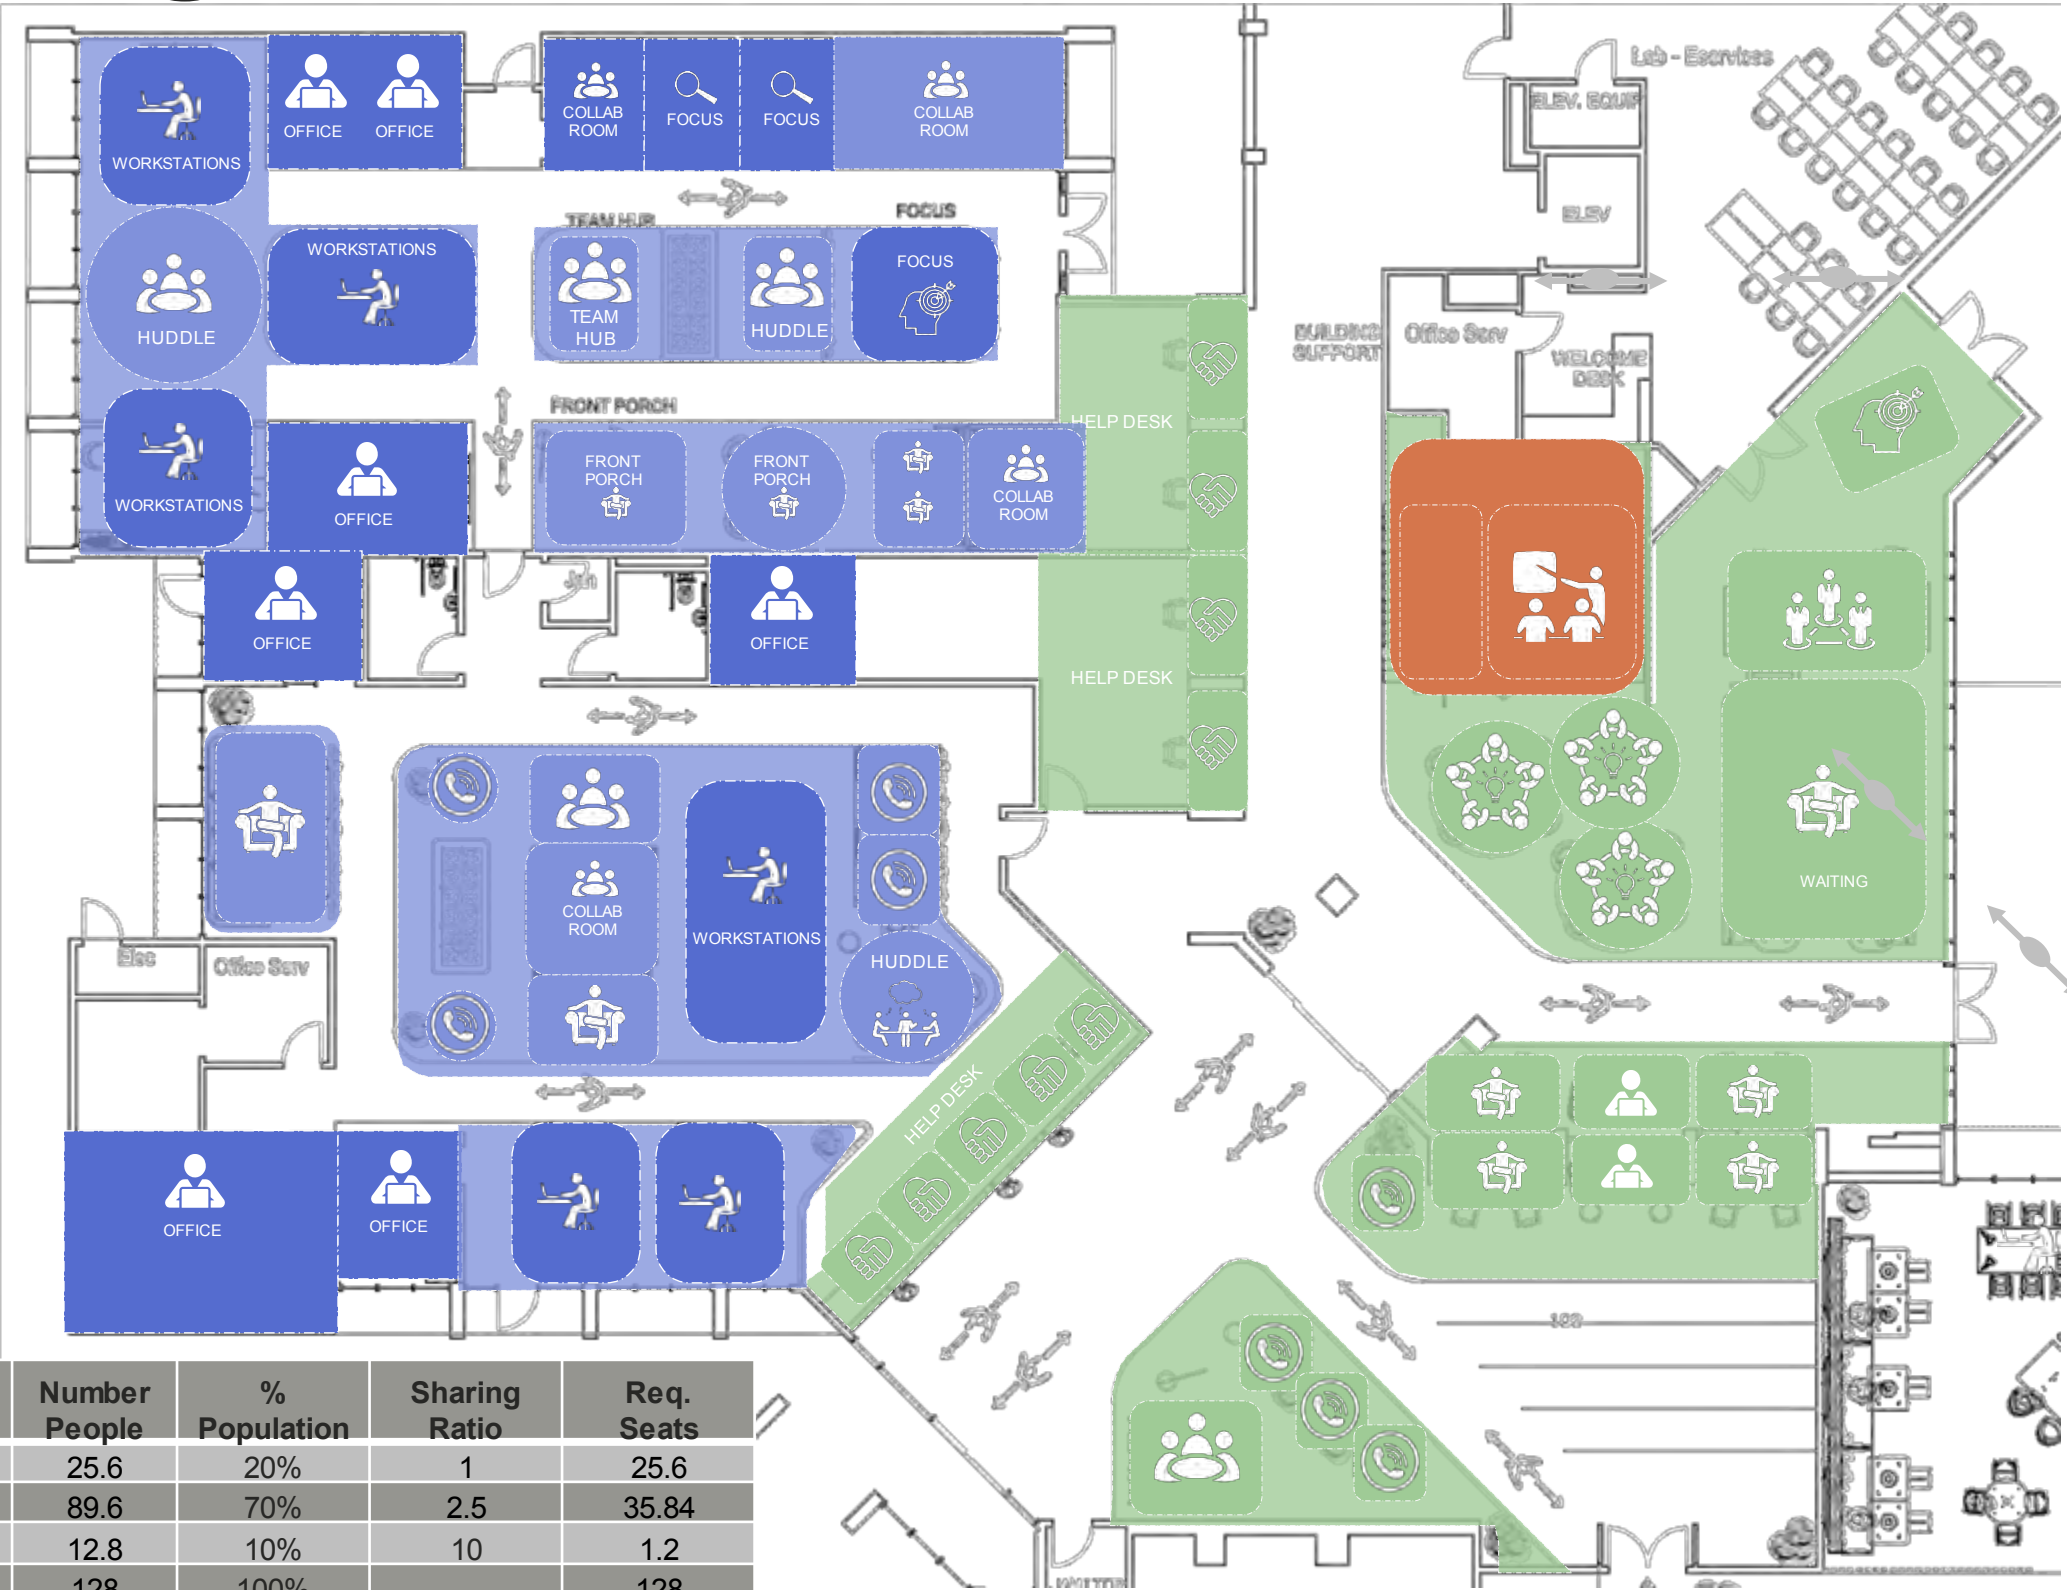 Lab - Eservices
ELEV. EQUIP
OFFICE
OFFICE
COLLAB
ROOM
FOCUS
FOCUS
COLLAB
ROOM
WORKSTATIONS
ELEV
TEAM HUB
FOCUS
WORKSTATIONS
FOCUS
TEAM
HUB
HUDDLE
HUDDLE
BUILDING
SUPPORT
Office Serv
WELCOME
DESK
FRONT PORCH
HELP DESK
FRONT
PORCH
FRONT
PORCH
COLLAB
ROOM
WORKSTATIONS
OFFICE
Jan
OFFICE
OFFICE
HELP DESK
WAITING
COLLAB
ROOM
WORKSTATIONS
HUDDLE
Elec
Office Serv
HELP DESK
OFFICE
OFFICE
102
Number
People
%
Population
Sharing
Ratio
Req.
Seats
25.6 20% 1 25.6
89.6 70% 2.5 35.84
12.8 10% 10 1.2
128 100% 128